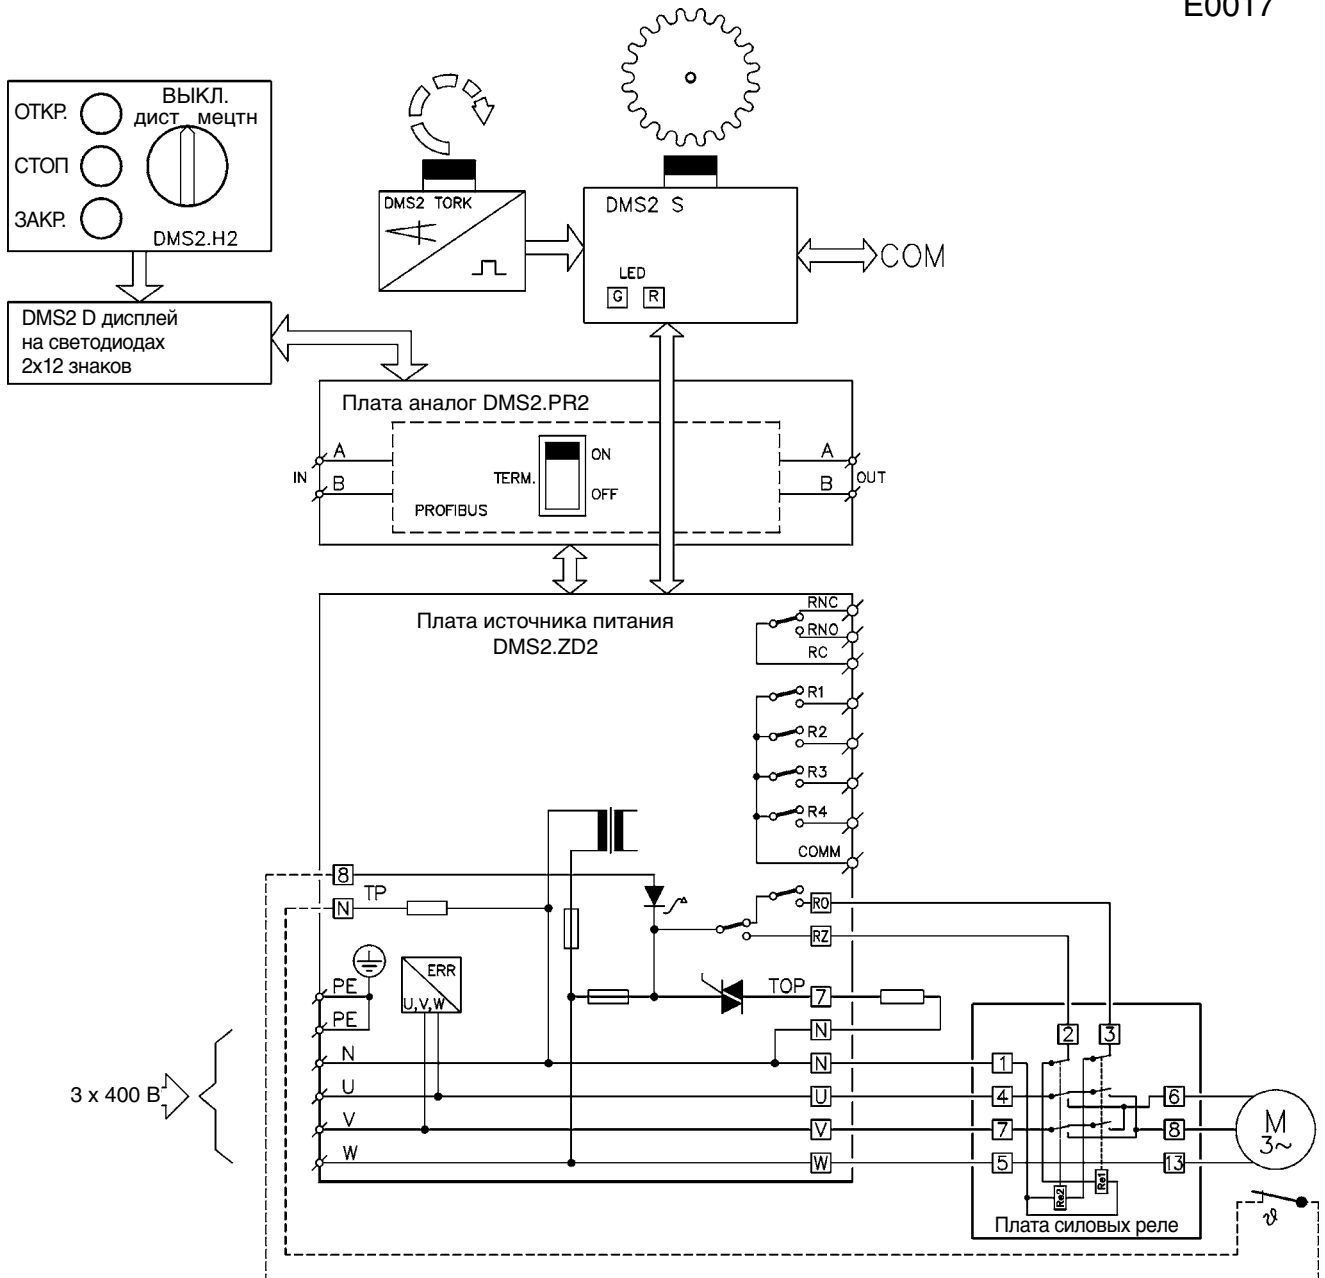 E0017
ОТКР.
ВЫКЛ.
дист мецтн
СТОП
ЗАКР.
DMS2.H2
DMS2 TORK
DMS2 S
LED
G R
COM
DMS2 D дисплей
на светодиодах
2x12 знаков
Плата аналог DMS2.PR2
IN
A
B
TERM.
ON
OFF
PROFIBUS
A
B
OUT
Плата источника питания
DMS2.ZD2
RNC
RNO
RC
R1
R2
R3
R4
COMM
8
TP
N
RO
RZ
PE
PE
ERR
U,V,W
TOP
7
N
N
N
U
U
V
V
W
W
3 x 400 В
1
2
3
4
6
7
8
5
13
Re2
Re1
M
3~
Плата силовых реле
ϑ